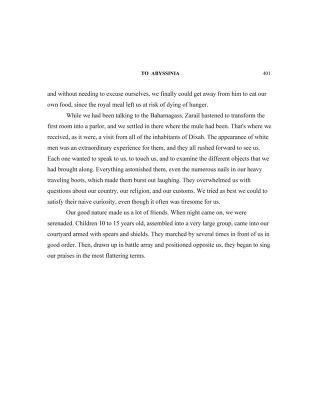 TO ABYSSINIA 401
and without needing to excuse ourselves, we finally could get away from him to eat our
own food, since the royal meal left us at risk of dying of hunger.
While we had been talking to the Baharnagass, Zarail hastened to transform the
first room into a parlor, and we settled in there where the mule had been. That's where we
received, as it were, a visit from all of the inhabitants of Dixah. The appearance of white
men was an extraordinary experience for them, and they all rushed forward to see us.
Each one wanted to speak to us, to touch us, and to examine the different objects that we
had brought along. Everything astonished them, even the numerous nails in our heavy
traveling boots, which made them burst out laughing. They overwhelmed us with
questions about our country, our religion, and our customs. We tried as best we could to
satisfy their naive curiosity, even though it often was tiresome for us.
Our good nature made us a lot of friends. When night came on, we were
serenaded. Children 10 to 15 years old, assembled into a very large group, came into our
courtyard armed with spears and shields. They marched by several times in front of us in
good order. Then, drawn up in battle array and positioned opposite us, they began to sing
our praises in the most flattering terms.